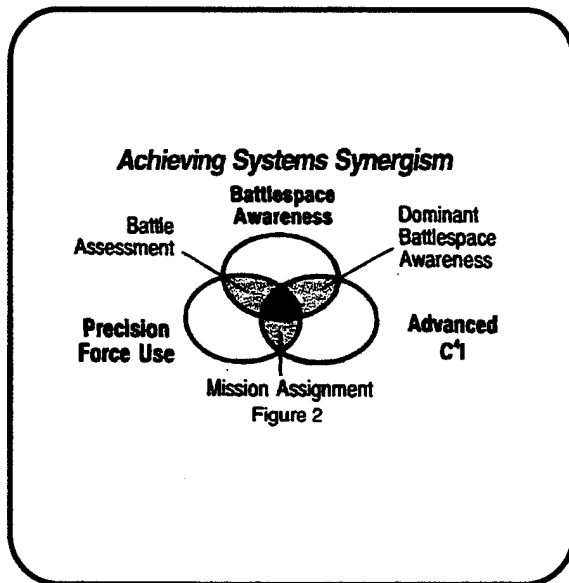 Achieving Systems Synergism
Battlespace
Awareness
Battle
Assessment
Dominant
Battlespace
Awareness
Precision
Force Use
Advanced
C⁴I
Mission Assignment
Figure 2